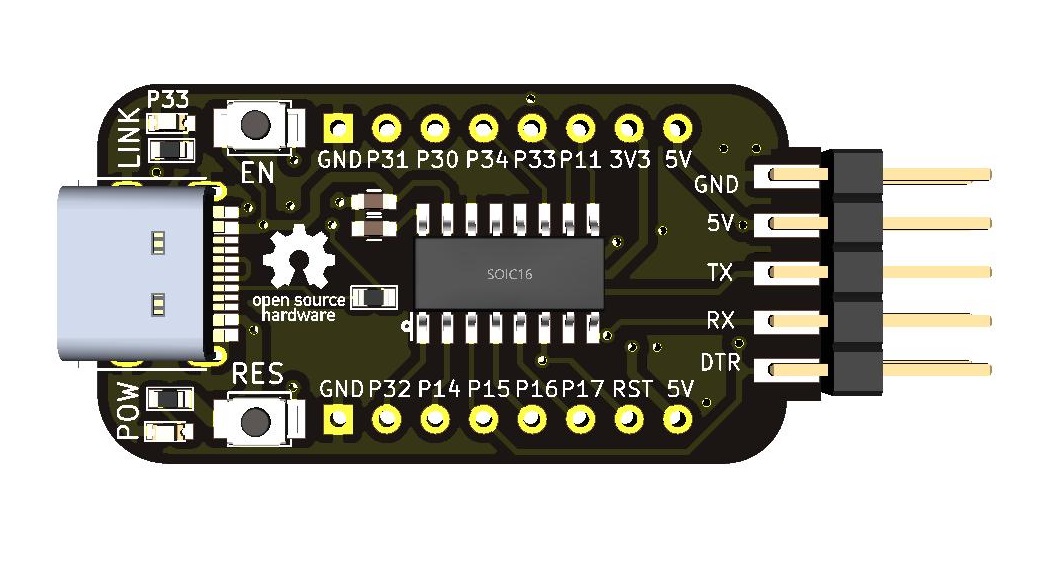 P33
LINK
EN
GND P31 P30 P34 P33 P11 3V3 5V
GND
5V
TX
RX
DTR
SOIC16
open source
hardware
RES
POW
GND P32 P14 P15 P16 P17 RST 5V